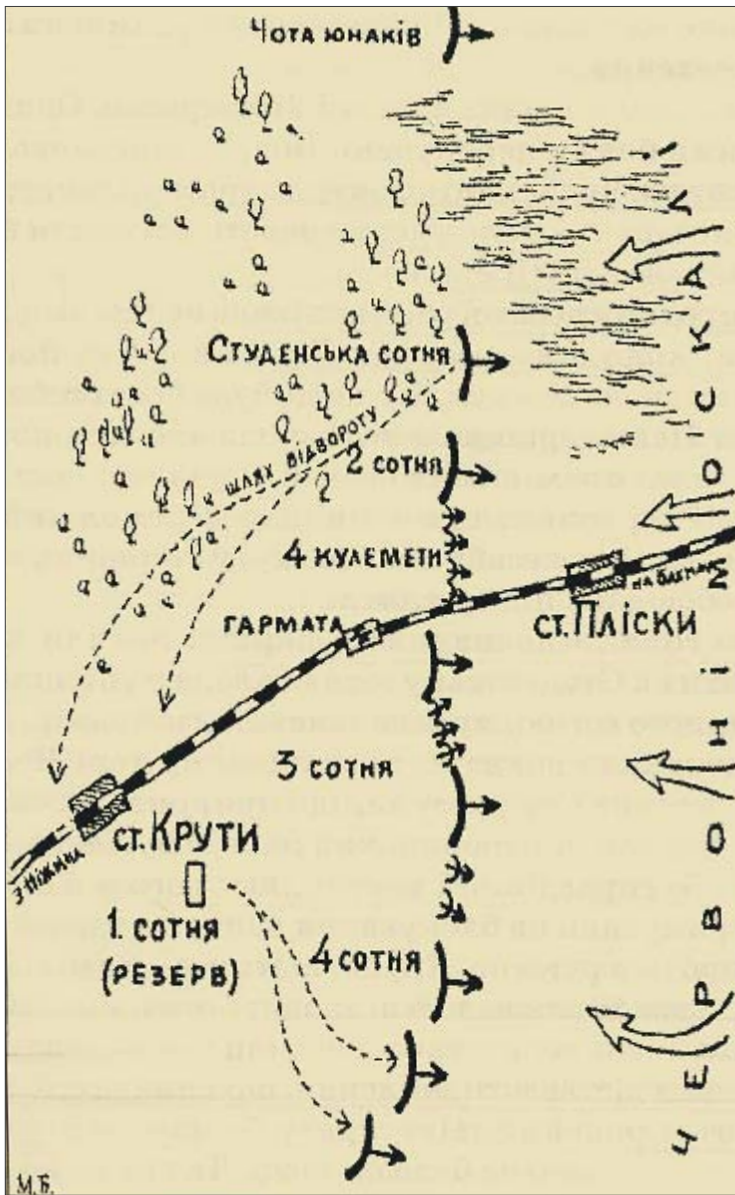 Чота юнаків
Студенська сотня
шлях відвороту
2 сотня
4 кулемети
на Бахмач
Гармата
ст. Пліски
3 сотня
ст. Крути
з Ніжина
1. сотня
(резерв)
4 сотня
Червоні москалі
М.Б.